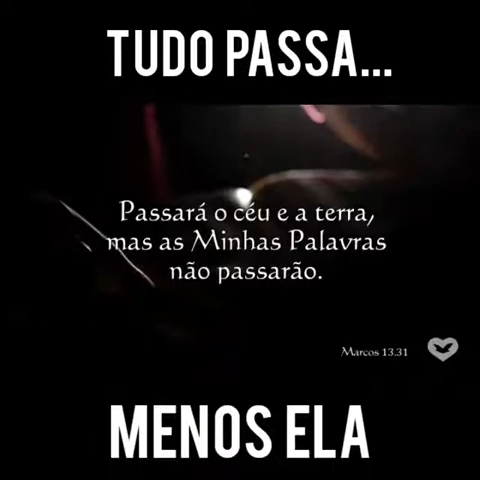 TUDO PASSA...
Passará o céu e a terra,
mas as Minhas Palavras
não passarão.
Marcos 13.31
MENOS ELA